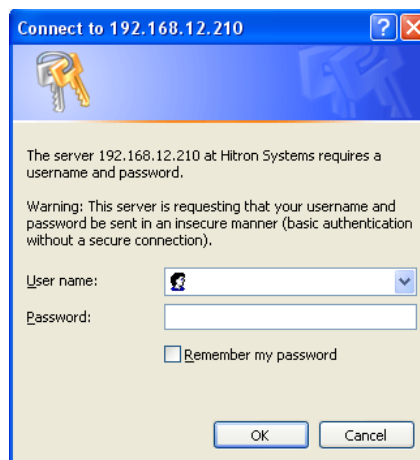 Connect to 192.168.12.210
The server 192.168.12.210 at Hitron Systems requires a
username and password.
Warning: This server is requesting that your username and
password be sent in an insecure manner (basic authentication
without a secure connection).
User name:
Password:
Remember my password
OK Cancel